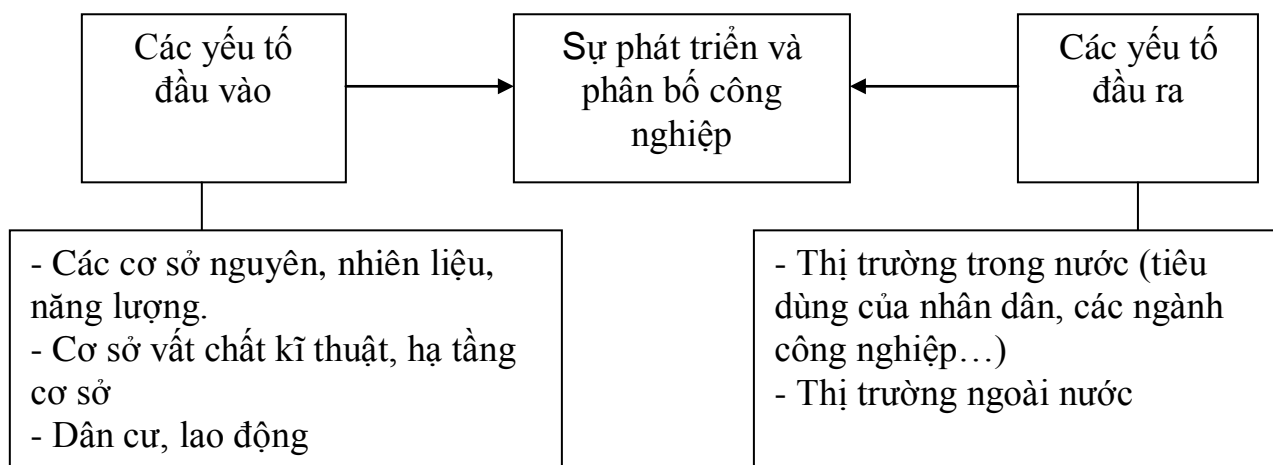 Các yếu tố
đầu vào
Sự phát triển và
phân bố công
nghiệp
Các yếu tố
đầu ra
- Các cơ sở nguyên, nhiên liệu,
năng lượng.
- Cơ sở vất chất kĩ thuật, hạ tầng
cơ sở
- Dân cư, lao động
- Thị trường trong nước (tiêu
dùng của nhân dân, các ngành
công nghiệp…)
- Thị trường ngoài nước